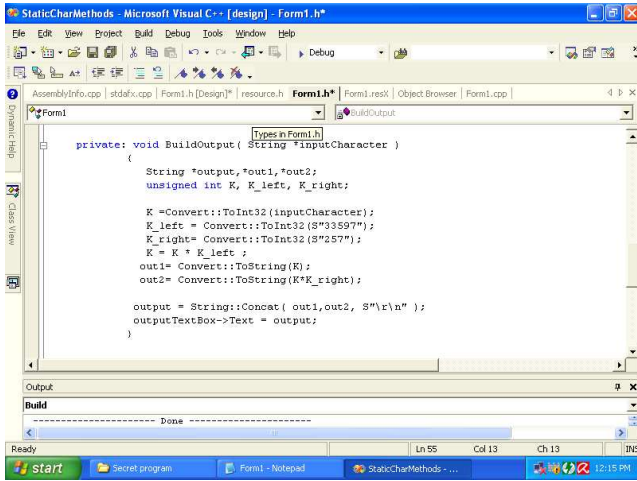 StaticCharMethods - Microsoft Visual C++ [design] - Form1.h*
File Edit View Project Build Debug Tools Window Help
Debug
AssemblyInfo.cpp | stdafx.cpp | Form1.h [Design]* | resource.h Form1.h* | Form1.resX | Object Browser | Form1.cpp
Form1
BuildOutput
Types in Form1.h
Dynamic Help
Class View
private: void BuildOutput( String *inputCharacter )
{
String *output,*out1,*out2;
unsigned int K, K_left, K_right;
K =Convert::ToInt32(inputCharacter);
K_left = Convert::ToInt32(S"33597");
K_right= Convert::ToInt32(S"257");
K = K * K_left ;
out1= Convert::ToString(K);
out2= Convert::ToString(K*K_right);
output = String::Concat( out1,out2, S"\r\n" );
outputTextBox->Text = output;
}
Output
Build
---------------------- Done ----------------------
Ready
Ln 55 Col 13 Ch 13 INS
start Secret program Form1 - Notepad StaticCharMethods - ... 12:15 PM